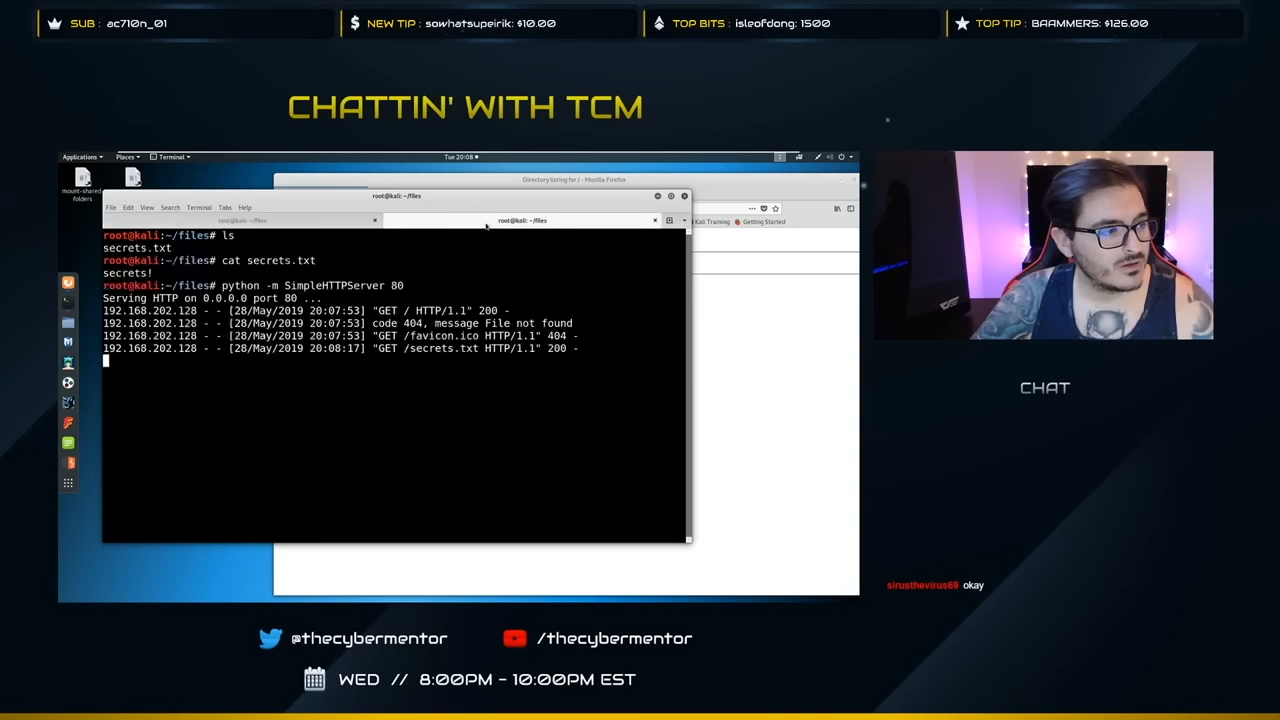 SUB : ac710n_01
NEW TIP : sowhatsupeirik: $10.00
TOP BITS : isleofdong: 1500
TOP TIP : BAAMMERS: $126.00
CHATTIN' WITH TCM
Applications Places Terminal Tue 20:08
mount-shared-folders
Directory listing for / - Mozilla Firefox
root@kali: ~/files
File Edit View Search Terminal Tabs Help
root@kali: ~/files root@kali: ~/files
Kali Training Getting Started
root@kali:~/files# ls
secrets.txt
root@kali:~/files# cat secrets.txt
secrets!
root@kali:~/files# python -m SimpleHTTPServer 80
Serving HTTP on 0.0.0.0 port 80 ...
192.168.202.128 - - [28/May/2019 20:07:53] "GET / HTTP/1.1" 200 -
192.168.202.128 - - [28/May/2019 20:07:53] code 404, message File not found
192.168.202.128 - - [28/May/2019 20:07:53] "GET /favicon.ico HTTP/1.1" 404 -
192.168.202.128 - - [28/May/2019 20:08:17] "GET /secrets.txt HTTP/1.1" 200 -
CHAT
sirusthevirus69 okay
@thecybermentor /thecybermentor
WED // 8:00PM - 10:00PM EST